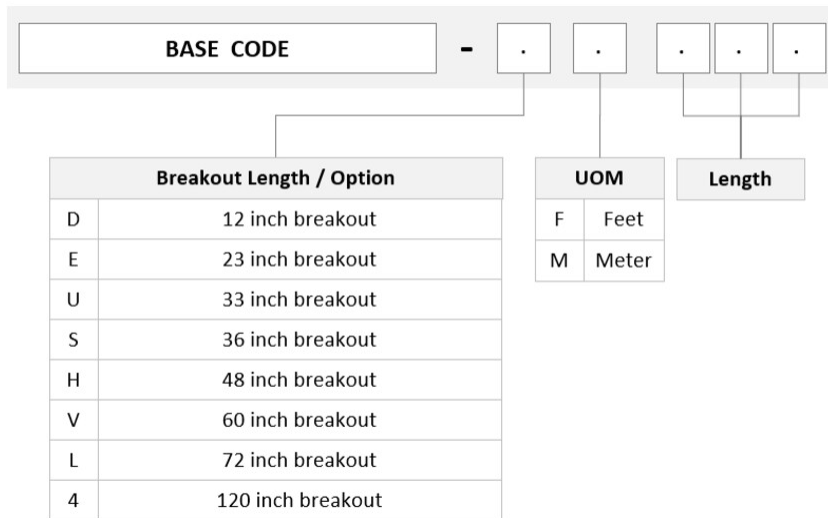 BASE CODE - . . . . .
Breakout Length / Option UOM Length
D 12 inch breakout F Feet
E 23 inch breakout M Meter
U 33 inch breakout
S 36 inch breakout
H 48 inch breakout
V 60 inch breakout
L 72 inch breakout
4 120 inch breakout